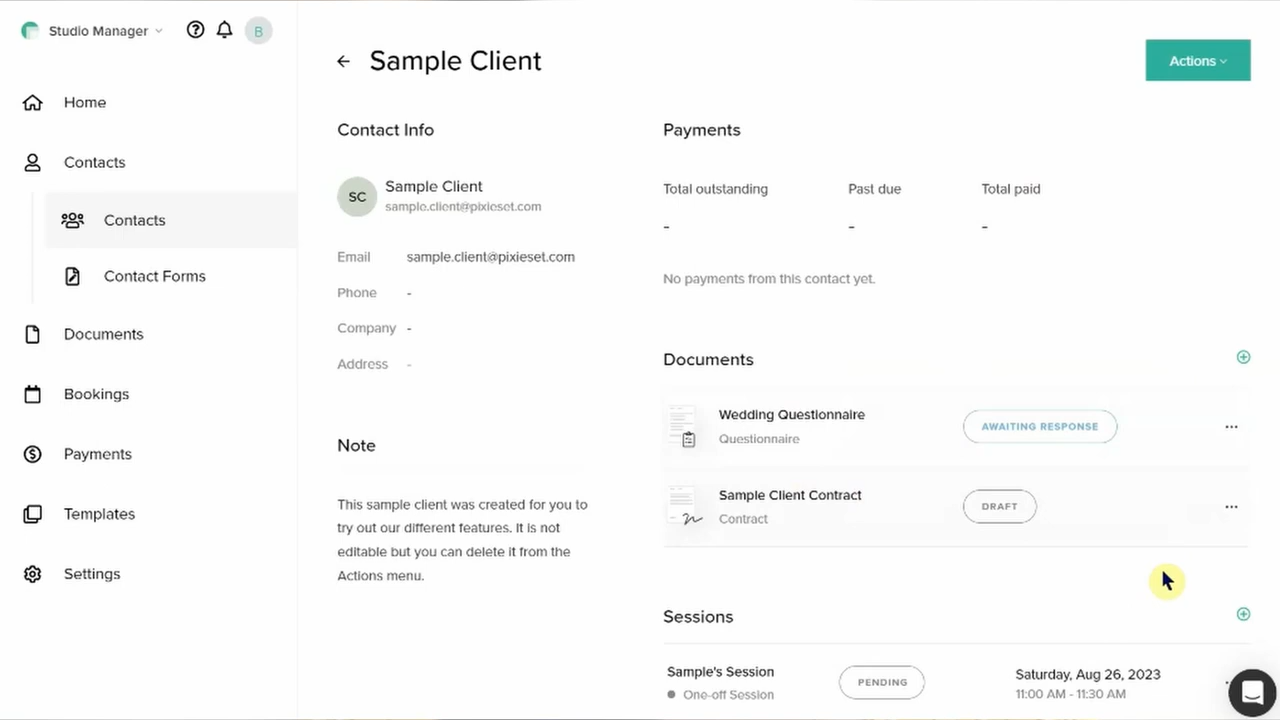 Studio Manager
B
Home
Contacts
Contacts
Contact Forms
Documents
Bookings
Payments
Templates
Settings
Sample Client
Actions
Contact Info
SC
Sample Client
sample.client@pixieset.com
Email sample.client@pixieset.com
Phone -
Company -
Address -
Note
This sample client was created for you to
try out our different features. It is not
editable but you can delete it from the
Actions menu.
Payments
Total outstanding Past due Total paid
- - -
No payments from this contact yet.
Documents
Wedding Questionnaire
Questionnaire
AWAITING RESPONSE
Sample Client Contract
Contract
DRAFT
Sessions
Sample's Session
One-off Session
PENDING
Saturday, Aug 26, 2023
11:00 AM - 11:30 AM